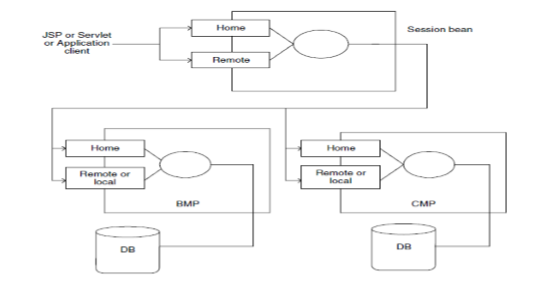 Home
JSP or Servlet
or Application
client
Session bean
Remote
Home
Home
Remote or
local
Remote or
local
BMP
CMP
DB
DB